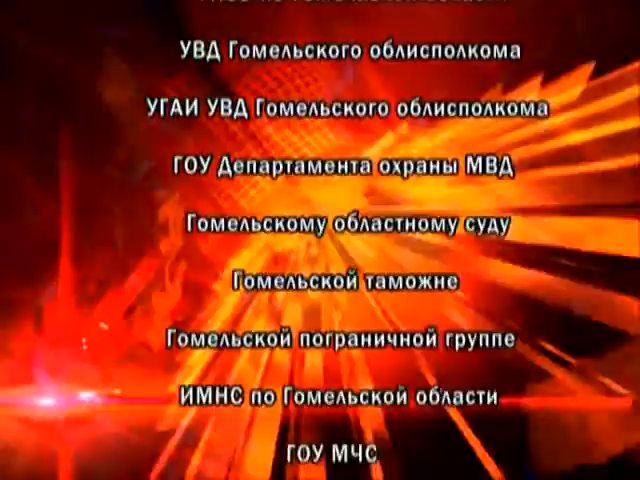 УВД Гомельского облисполкома
УГАИ УВД Гомельского облисполкома
ГОУ Департамента охраны МВД
Гомельскому областному суду
Гомельской таможне
Гомельской пограничной группе
ИМНС по Гомельской области
ГОУ МЧС